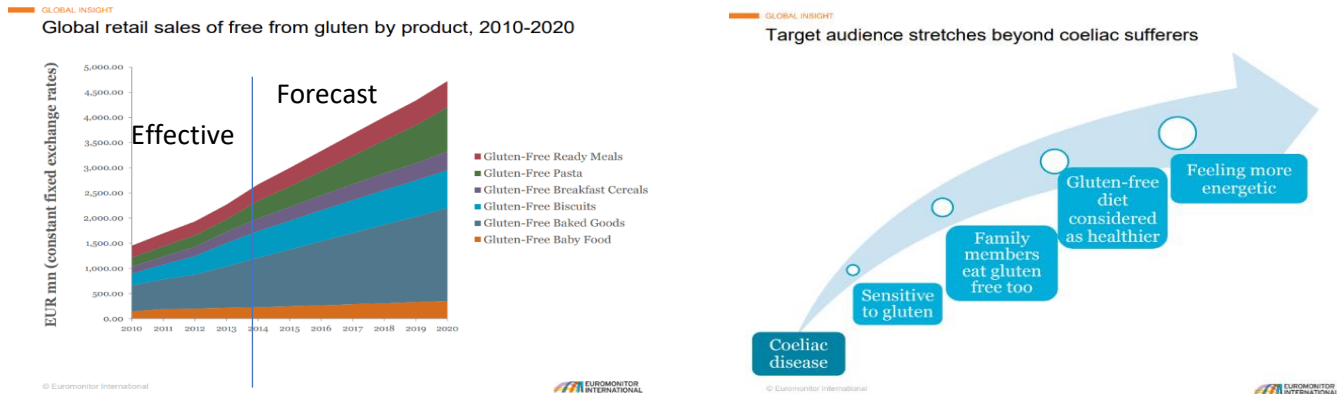 GLOBAL INSIGHT
Global retail sales of free from gluten by product, 2010-2020
EUR mn (constant fixed exchange rates)
5,000.00
4,500.00
4,000.00
3,500.00
3,000.00
2,500.00
2,000.00
1,500.00
1,000.00
500.00
0.00
2010 2011 2012 2013 2014 2015 2016 2017 2018 2019 2020
Effective
Forecast
Gluten-Free Ready Meals
Gluten-Free Pasta
Gluten-Free Breakfast Cereals
Gluten-Free Biscuits
Gluten-Free Baked Goods
Gluten-Free Baby Food
© Euromonitor International
EUROMONITOR
INTERNATIONAL
GLOBAL INSIGHT
Target audience stretches beyond coeliac sufferers
Coeliac
disease
Sensitive
to gluten
Family
members
eat gluten
free too
Gluten-free
diet
considered
as healthier
Feeling more
energetic
© Euromonitor International
EUROMONITOR
INTERNATIONAL